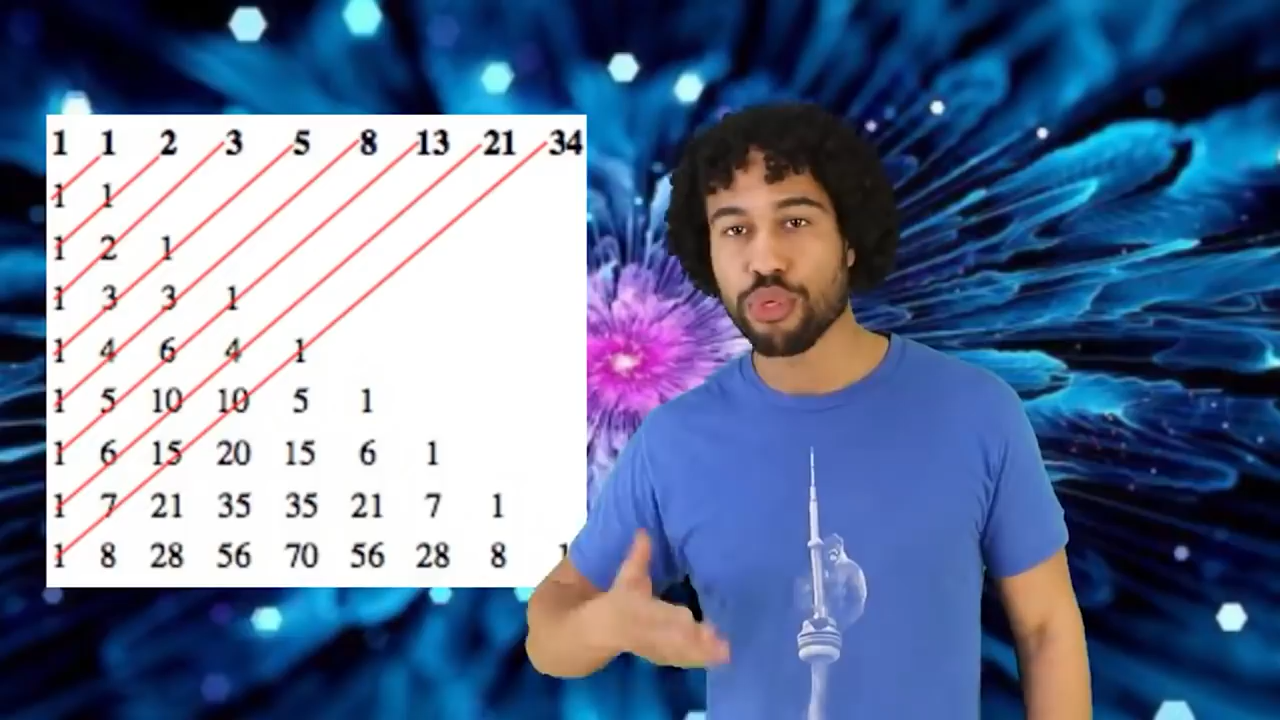 1 1 2 3 5 8 13 21 34
1 1
1 2 1
1 3 3 1
1 4 6 4 1
1 5 10 10 5 1
1 6 15 20 15 6 1
1 7 21 35 35 21 7 1
1 8 28 56 70 56 28 8 1